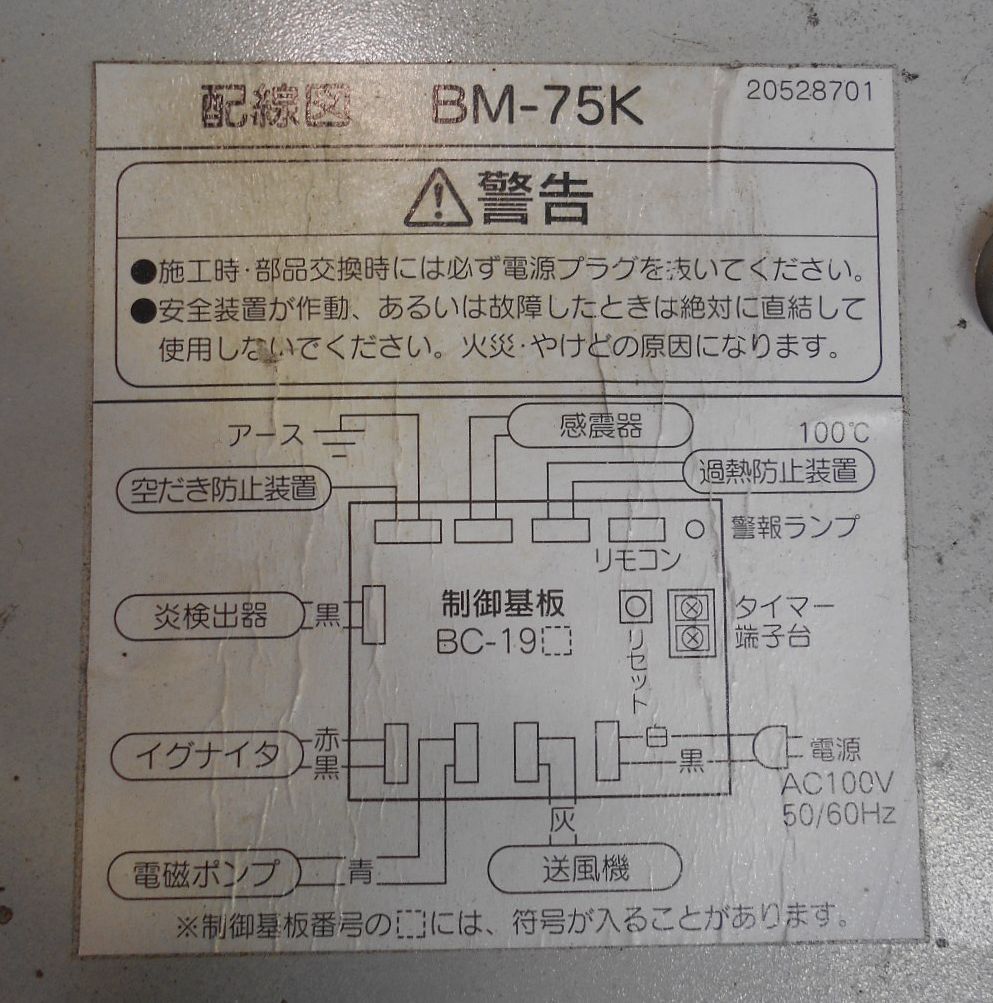 配線図 BM-75K 20528701
⚠警告
●施工時・部品交換時には必ず電源プラグを抜いてください。
●安全装置が作動、あるいは故障したときは絶対に直結して
使用しないでください。火災・やけどの原因になります。
アース
感震器
100℃
過熱防止装置
空だき防止装置
警報ランプ
リモコン
炎検出器
黒
制御基板
BC-19
リセット
タイマー
端子台
イグナイタ
赤
黒
白
黒
電源
AC100V
50/60Hz
灰
電磁ポンプ
青
送風機
※制御基板番号の□には、符号が入ることがあります。